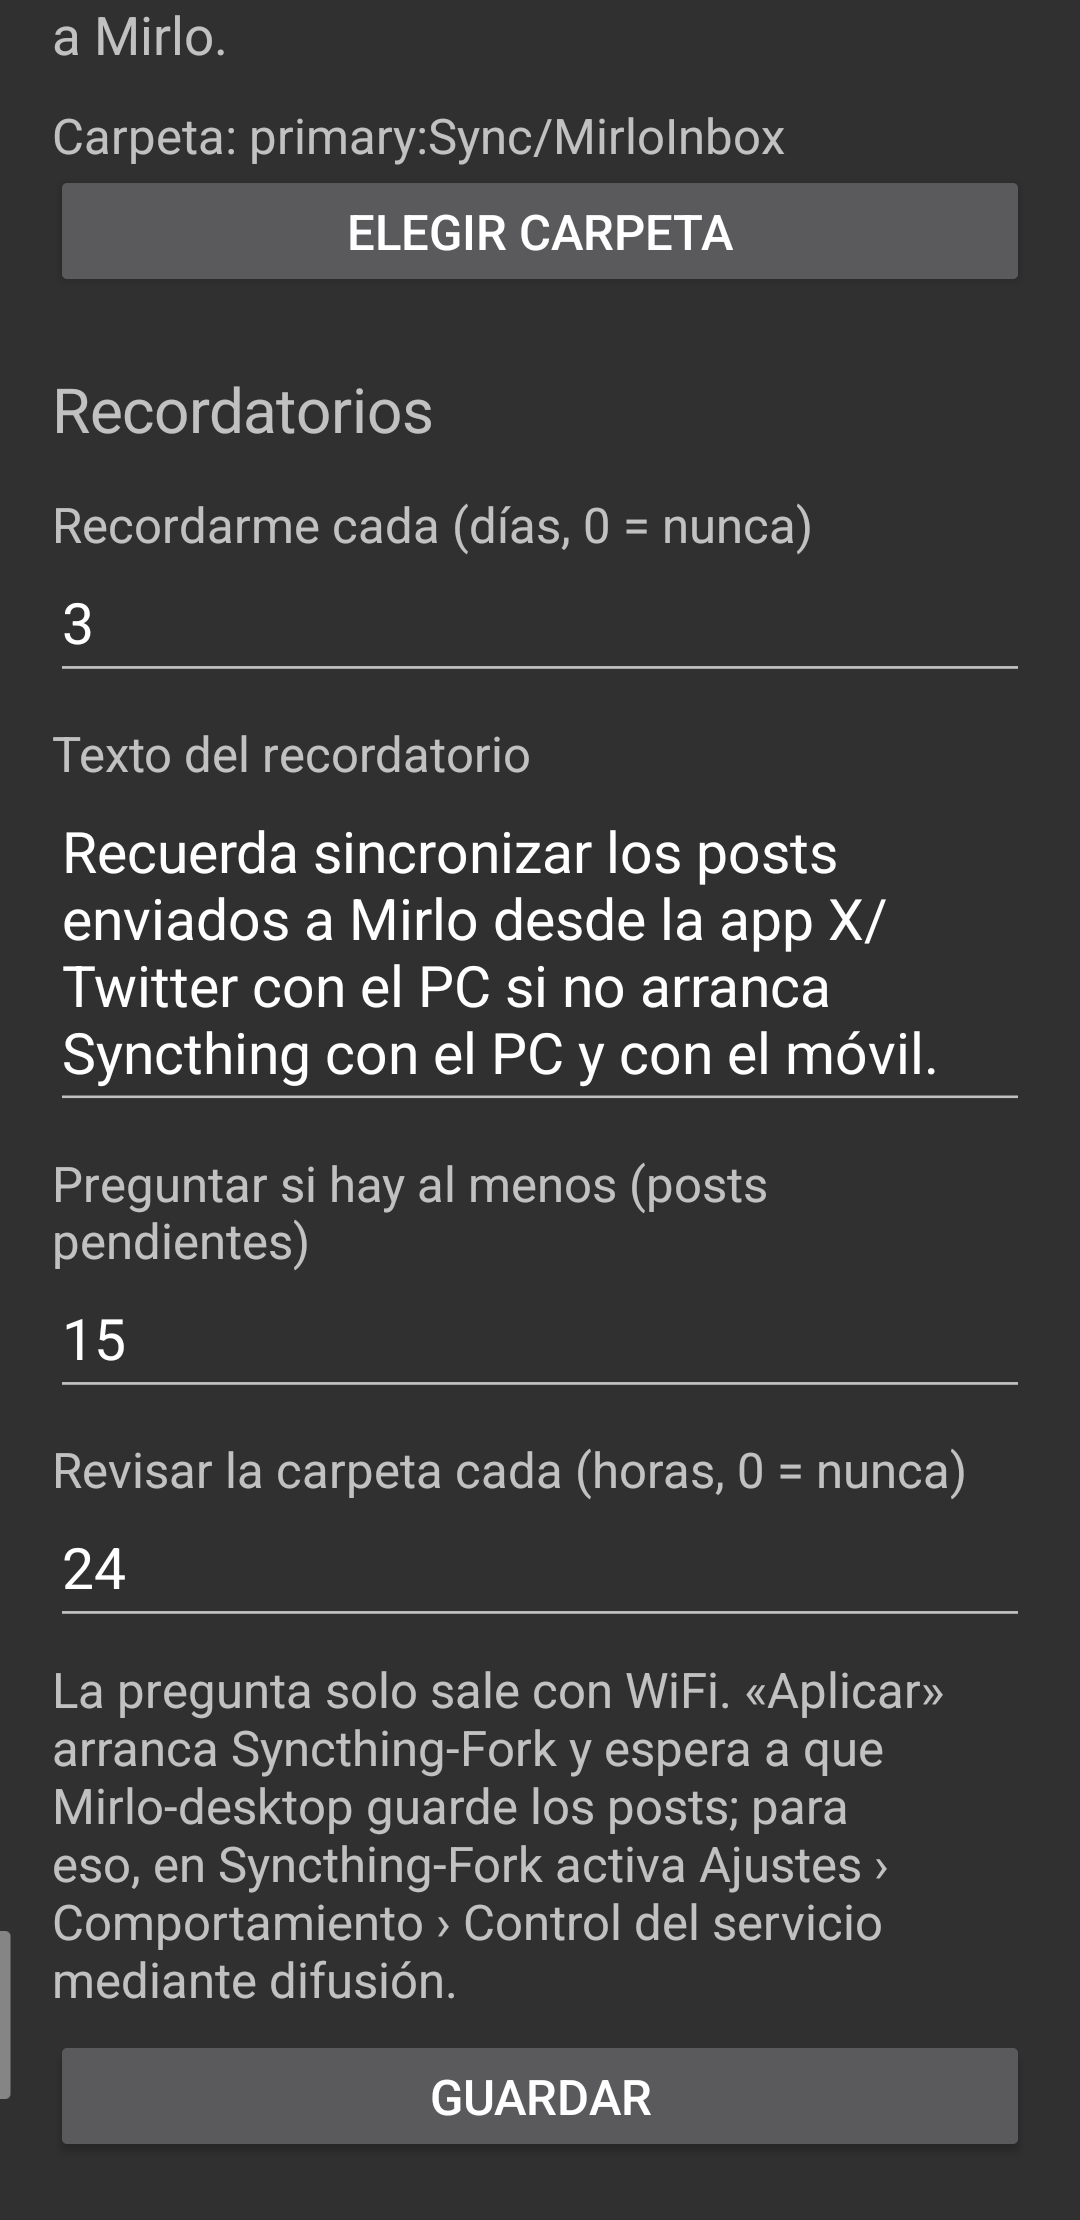 a Mirlo.
Carpeta: primary:Sync/MirloInbox
ELEGIR CARPETA
Recordatorios
Recordarme cada (días, 0 = nunca)
3
Texto del recordatorio
Recuerda sincronizar los posts
enviados a Mirlo desde la app X/
Twitter con el PC si no arranca
Syncthing con el PC y con el móvil.
Preguntar si hay al menos (posts
pendientes)
15
Revisar la carpeta cada (horas, 0 = nunca)
24
La pregunta solo sale con WiFi. «Aplicar»
arranca Syncthing-Fork y espera a que
Mirlo-desktop guarde los posts; para
eso, en Syncthing-Fork activa Ajustes ›
Comportamiento › Control del servicio
mediante difusión.
GUARDAR